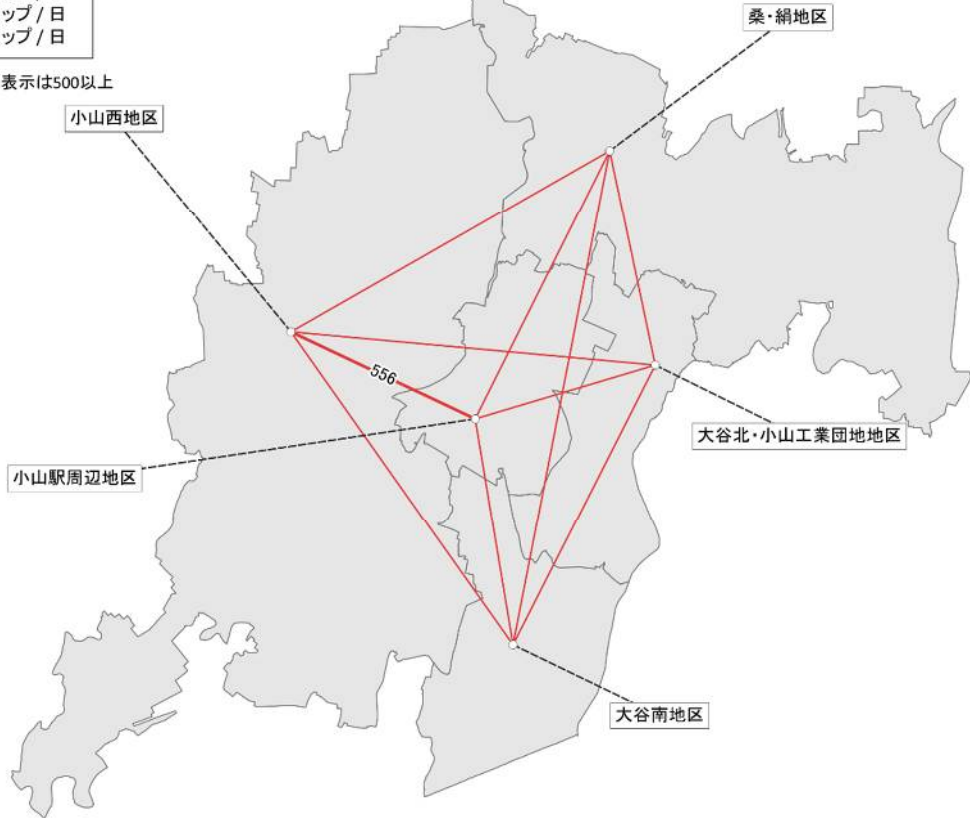 ップ / 日
ップ / 日
表示は500以上
桑・絹地区
小山西地区
556
大谷北・小山工業団地地区
小山駅周辺地区
大谷南地区